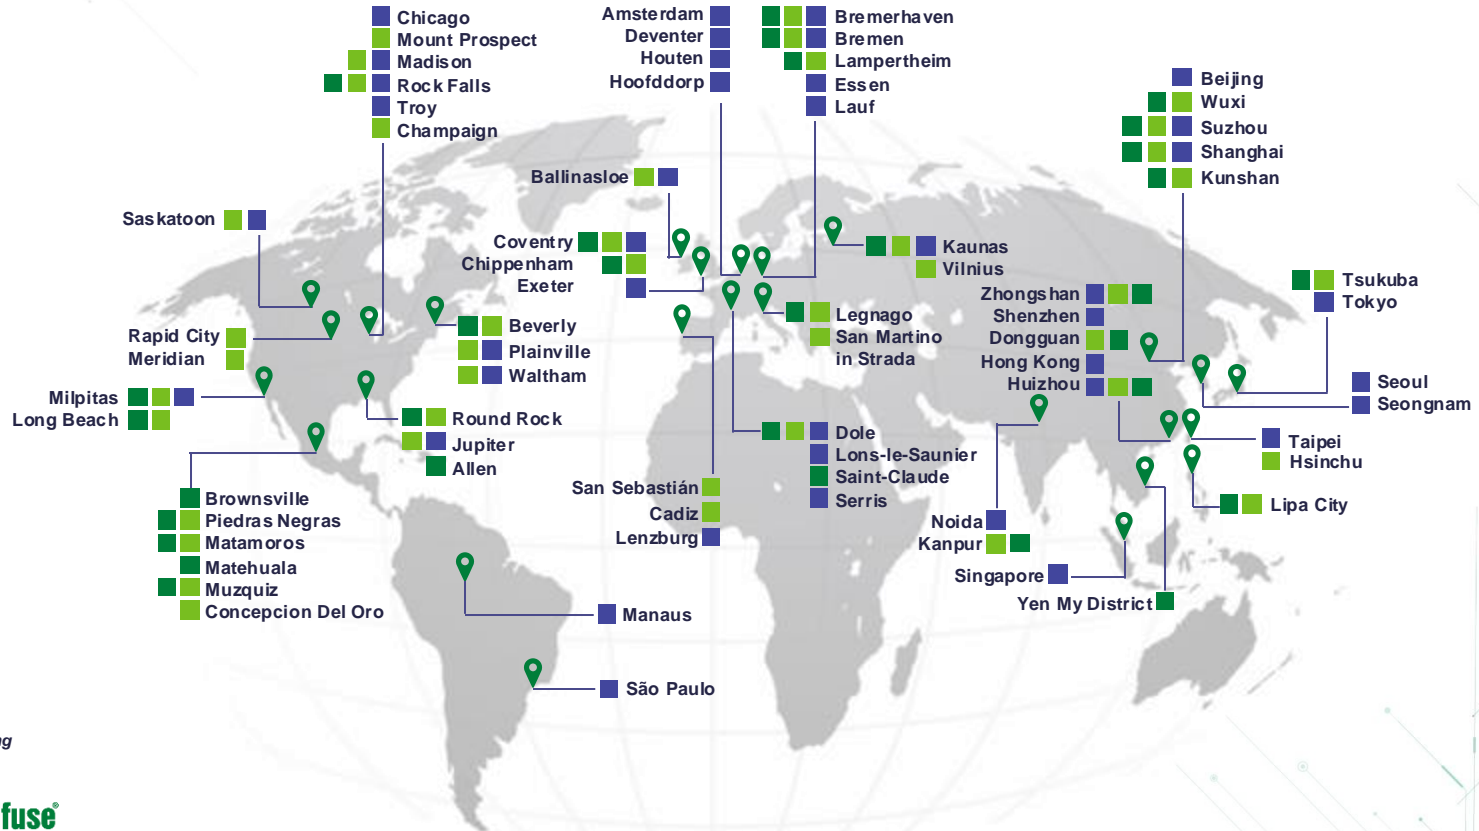 Chicago
Mount Prospect
Madison
Rock Falls
Troy
Champaign
Amsterdam
Deventer
Houten
Hoofddorp
Bremerhaven
Bremen
Lampertheim
Essen
Lauf
Beijing
Wuxi
Suzhou
Shanghai
Kunshan
Ballinasloe
Saskatoon
Coventry
Chippenham
Exeter
Kaunas
Vilnius
Zhongshan
Shenzhen
Dongguan
Hong Kong
Huizhou
Tsukuba
Tokyo
Rapid City
Meridian
Beverly
Plainville
Waltham
Legnago
San Martino
in Strada
Milpitas
Long Beach
Seoul
Seongnam
Round Rock
Jupiter
Allen
Dole
Lons-le-Saunier
Saint-Claude
Serris
Taipei
Hsinchu
San Sebastián
Cadiz
Lenzburg
Brownsville
Piedras Negras
Matamoros
Matehuala
Muzquiz
Concepcion Del Oro
Lipa City
Noida
Kanpur
Singapore
Yen My District
Manaus
São Paulo
fuse®